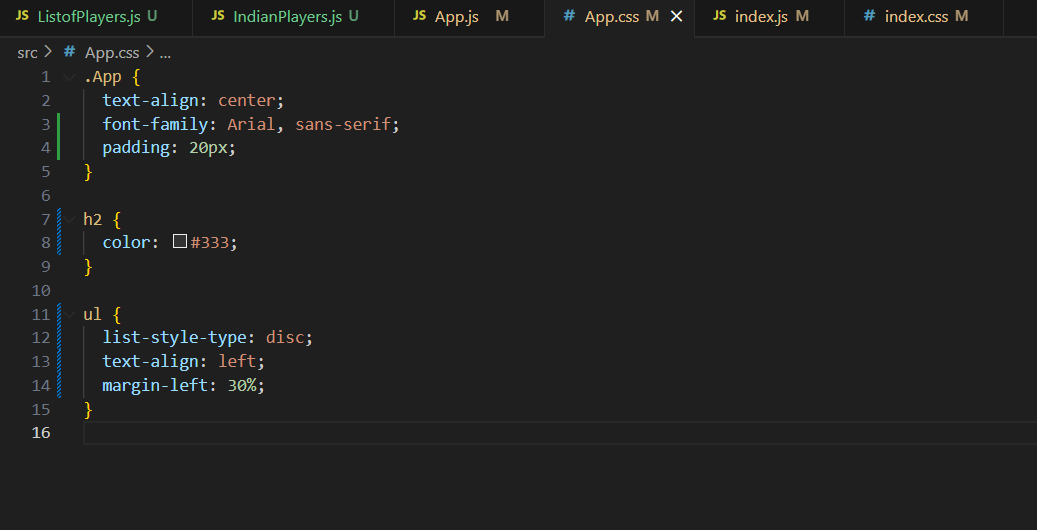 JS ListofPlayers.js U JS IndianPlayers.js U JS App.js M # App.css M × JS index.js M # index.css M
src > # App.css > ...
1 .App {
2 text-align: center;
3 font-family: Arial, sans-serif;
4 padding: 20px;
5 }
6
7 h2 {
8 color: #333;
9 }
10
11 ul {
12 list-style-type: disc;
13 text-align: left;
14 margin-left: 30%;
15 }
16